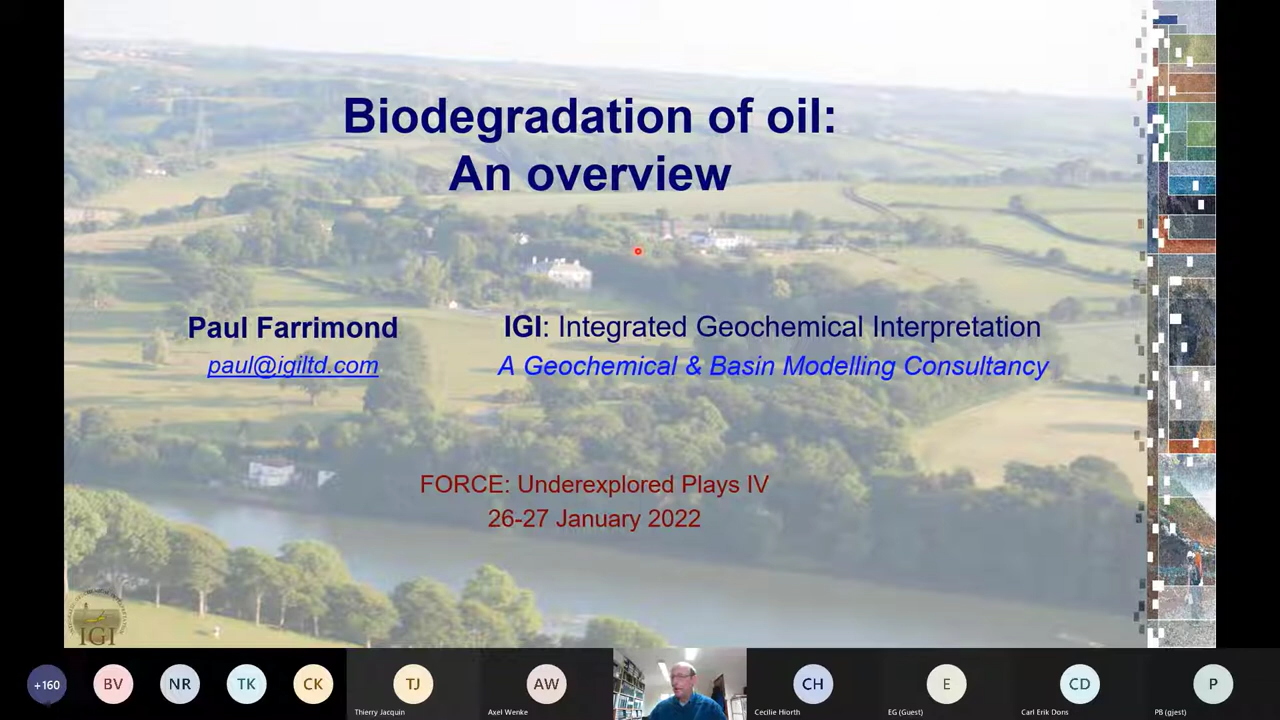 Biodegradation of oil:
An overview
Paul Farrimond
paul@igiltd.com
IGI: Integrated Geochemical Interpretation
A Geochemical & Basin Modelling Consultancy
FORCE: Underexplored Plays IV
26-27 January 2022
IGI
+160
BV
NR
TK
CK
TJ
Thierry Jacquin
AW
Axel Wenke
CH
Cecilie Hiorth
E
EG (Guest)
CD
Carl Erik Dons
P
PB (gjest)